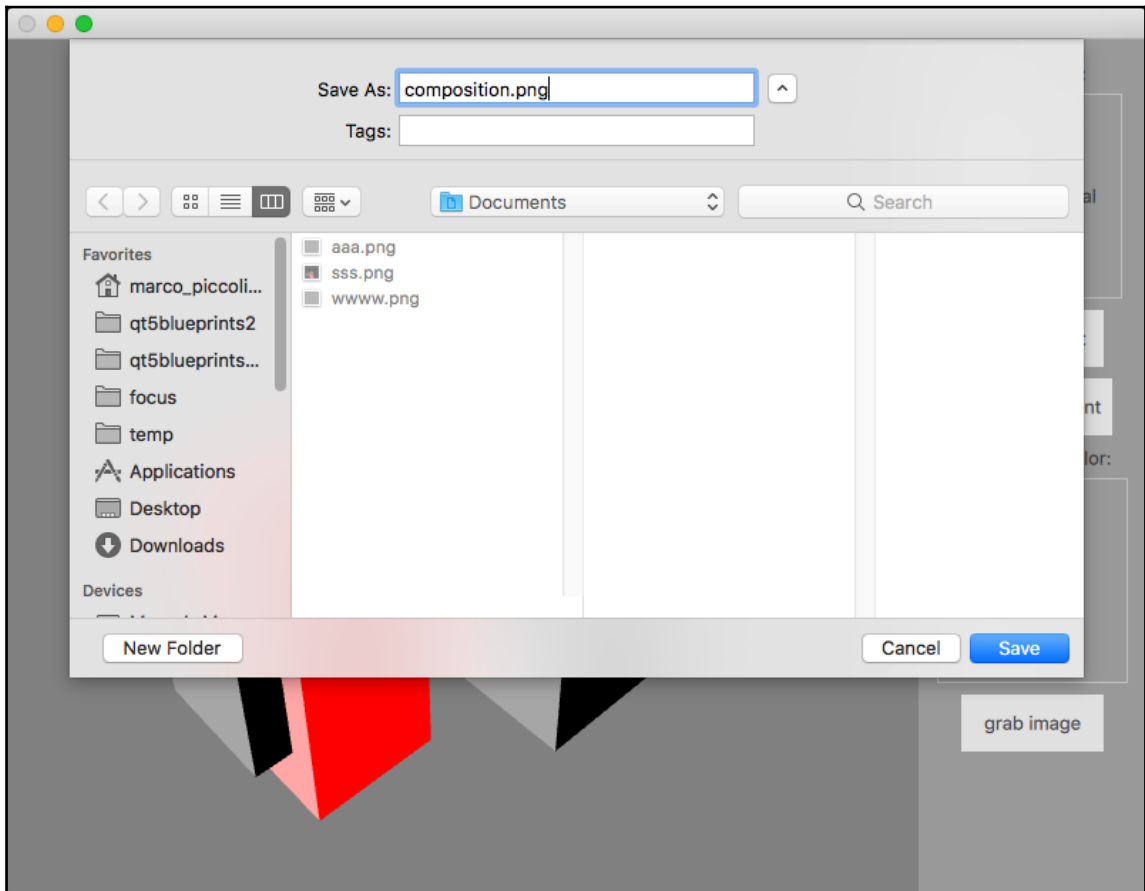 Save As: composition.png
Tags:
Documents
Search
al
Favorites
marco_piccoli...
qt5blueprints2
qt5blueprints...
focus
temp
Applications
Desktop
Downloads
Devices
aaa.png
sss.png
wwww.png
nt
lor:
New Folder
Cancel
Save
grab image